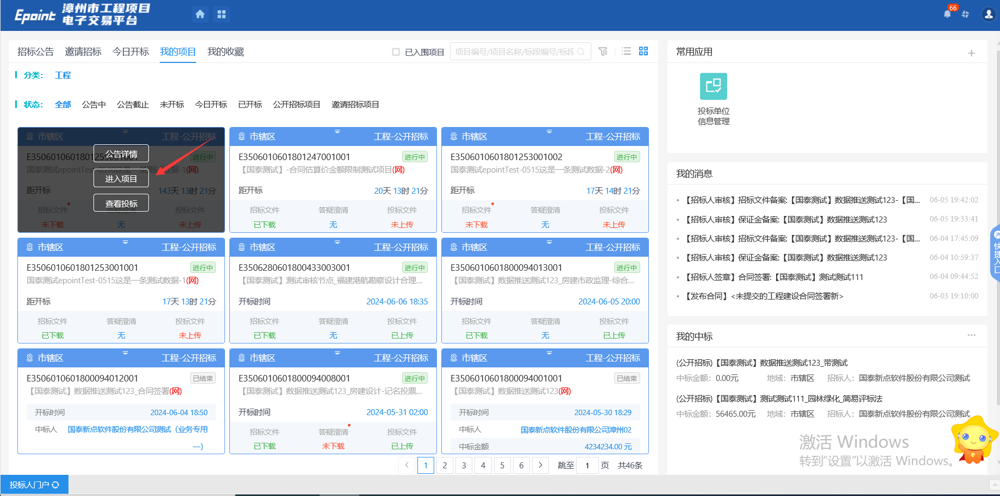 Epoint 漳州市工程项目
电子交易平台
66
招标公告 邀请招标 今日开标 我的项目 我的收藏
已入围项目 项目编号/项目名称/标段编号/标段
分类： 工程
状态： 全部 公告中 公告截止 未开标 今日开标 已开标 公开招标项目 邀请招标项目
市辖区 工程-公开招标
公告详情
进行中
国泰测试epointTest-0530这是一条测试数据-1(网)
进入项目
距开标 143天 13时 21分
查看投标
招标文件 投标文件
未下载 无 未上传
市辖区 工程-公开招标
E3506010601801247001001 进行中
【国泰测试】-合同估算价金额限制测试项目(网)
距开标 20天 13时 21分
招标文件 答疑澄清 投标文件
已下载 无 未上传
市辖区 工程-公开招标
E3506010601801253001002 进行中
国泰测试epointTest-0515这是一条测试数据-2(网)
距开标 17天 14时 21分
招标文件 答疑澄清 投标文件
未下载 无 未上传
市辖区 工程-公开招标
E3506010601801253001001 进行中
国泰测试epointTest-0515这是一条测试数据-1(网)
距开标 17天 13时 21分
招标文件 答疑澄清 投标文件
已下载 无 未上传
市辖区 工程-公开招标
E3506280601800433003001 进行中
【国泰测试】测试审核节点_福建港航勘察设计合理...
开标时间 2024-06-06 18:35
招标文件 答疑澄清 投标文件
已下载 无 已上传
市辖区 工程-公开招标
E3506010601800094013001 进行中
【国泰测试】数据推送测试123_房建市政监理-综合...
开标时间 2024-06-05 20:00
招标文件 答疑澄清 投标文件
已下载 无 已上传
市辖区 工程-公开招标
E3506010601800094012001 已结束
【国泰测试】数据推送测试123_合同签署(网)
开标时间 2024-06-04 18:50
中标人 国泰新点软件股份有限公司测试（业务专用
一）
市辖区 工程-公开招标
E3506010601800094008001 进行中
【国泰测试】数据推送测试123_房建设计-记名投票...
开标时间 2024-05-31 02:00
招标文件 答疑澄清 投标文件
已下载 未下载 已上传
市辖区 工程-公开招标
E3506010601800094001001 已结束
【国泰测试】数据推送测试123(网)
开标时间 2024-05-30 18:29
中标人 国泰新点软件股份有限公司漳州02
中标金额 4234234.00 元
< 1 2 3 4 5 6 > 跳至 1 页 共46条
常用应用 +
投标单位
信息管理
我的消息
• 【招标人审核】招标文件备案:【国泰测试】数据推送测试123-【国... 06-05 19:42:02
• 【招标人审核】保证金备案:【国泰测试】数据推送测试123 06-05 19:33:41
• 【招标人审核】招标文件备案:【国泰测试】数据推送测试123-【国... 06-04 17:45:09
• 【招标人审核】保证金备案:【国泰测试】数据推送测试123 06-04 10:59:37
• 【招标人签章】合同签署:【国泰测试】测试测试111 06-04 09:44:52
• 【发布合同】<未提交的工程建设合同签署新> 06-03 19:10:00
快捷入口
我的中标 ...
(公开招标)【国泰测试】数据推送测试123_带测试
中标金额： 0.00元 地域： 市辖区 招标人： 国泰新点软件股份有限公司测试
(公开招标)【国泰测试】测试测试111_园林绿化_简易评标法
中标金额： 56465.00元 地域： 市辖区 招标人： 国泰新点软件股份有限公司测试
激活 Windows
转到“设置”以激活 Windows。
投标人门户